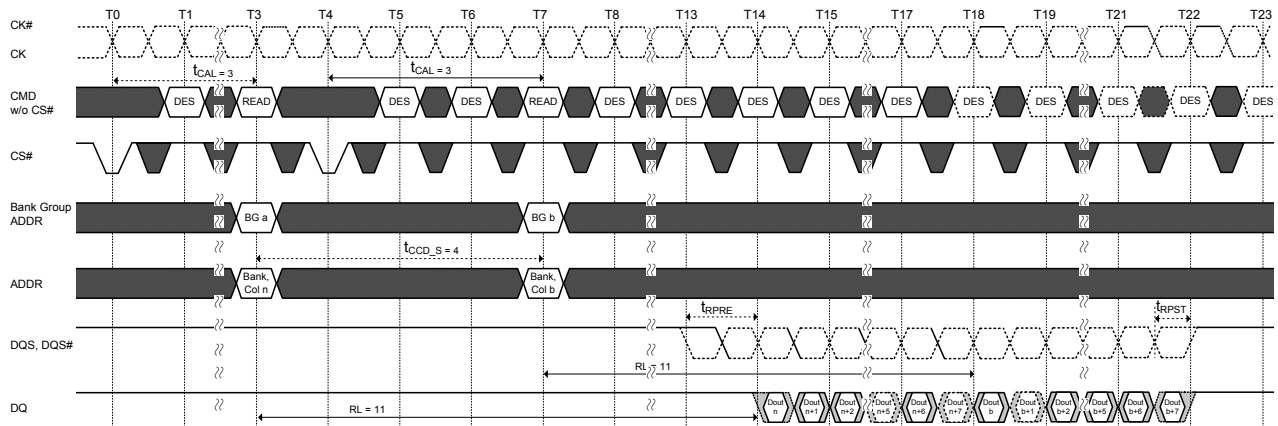 T0 T1 T3 T4 T5 T6 T7 T8 T13 T14 T15 T17 T18 T19 T21 T22 T23
CK#
CK
tCAL = 3 tCAL = 3
CMD
w/o CS#
DES READ DES DES READ DES DES DES DES DES DES DES DES DES DES
CS#
Bank Group
ADDR
BG a BG b
tCCD_S = 4
ADDR
Bank,
Col n
Bank,
Col b
tRPRE tRPST
DQS, DQS#
RL = 11
DQ
RL = 11
Dout
n
Dout
n+1
Dout
n+2
Dout
n+5
Dout
n+6
Dout
n+7
Dout
b
Dout
b+1
Dout
b+2
Dout
b+5
Dout
b+6
Dout
b+7